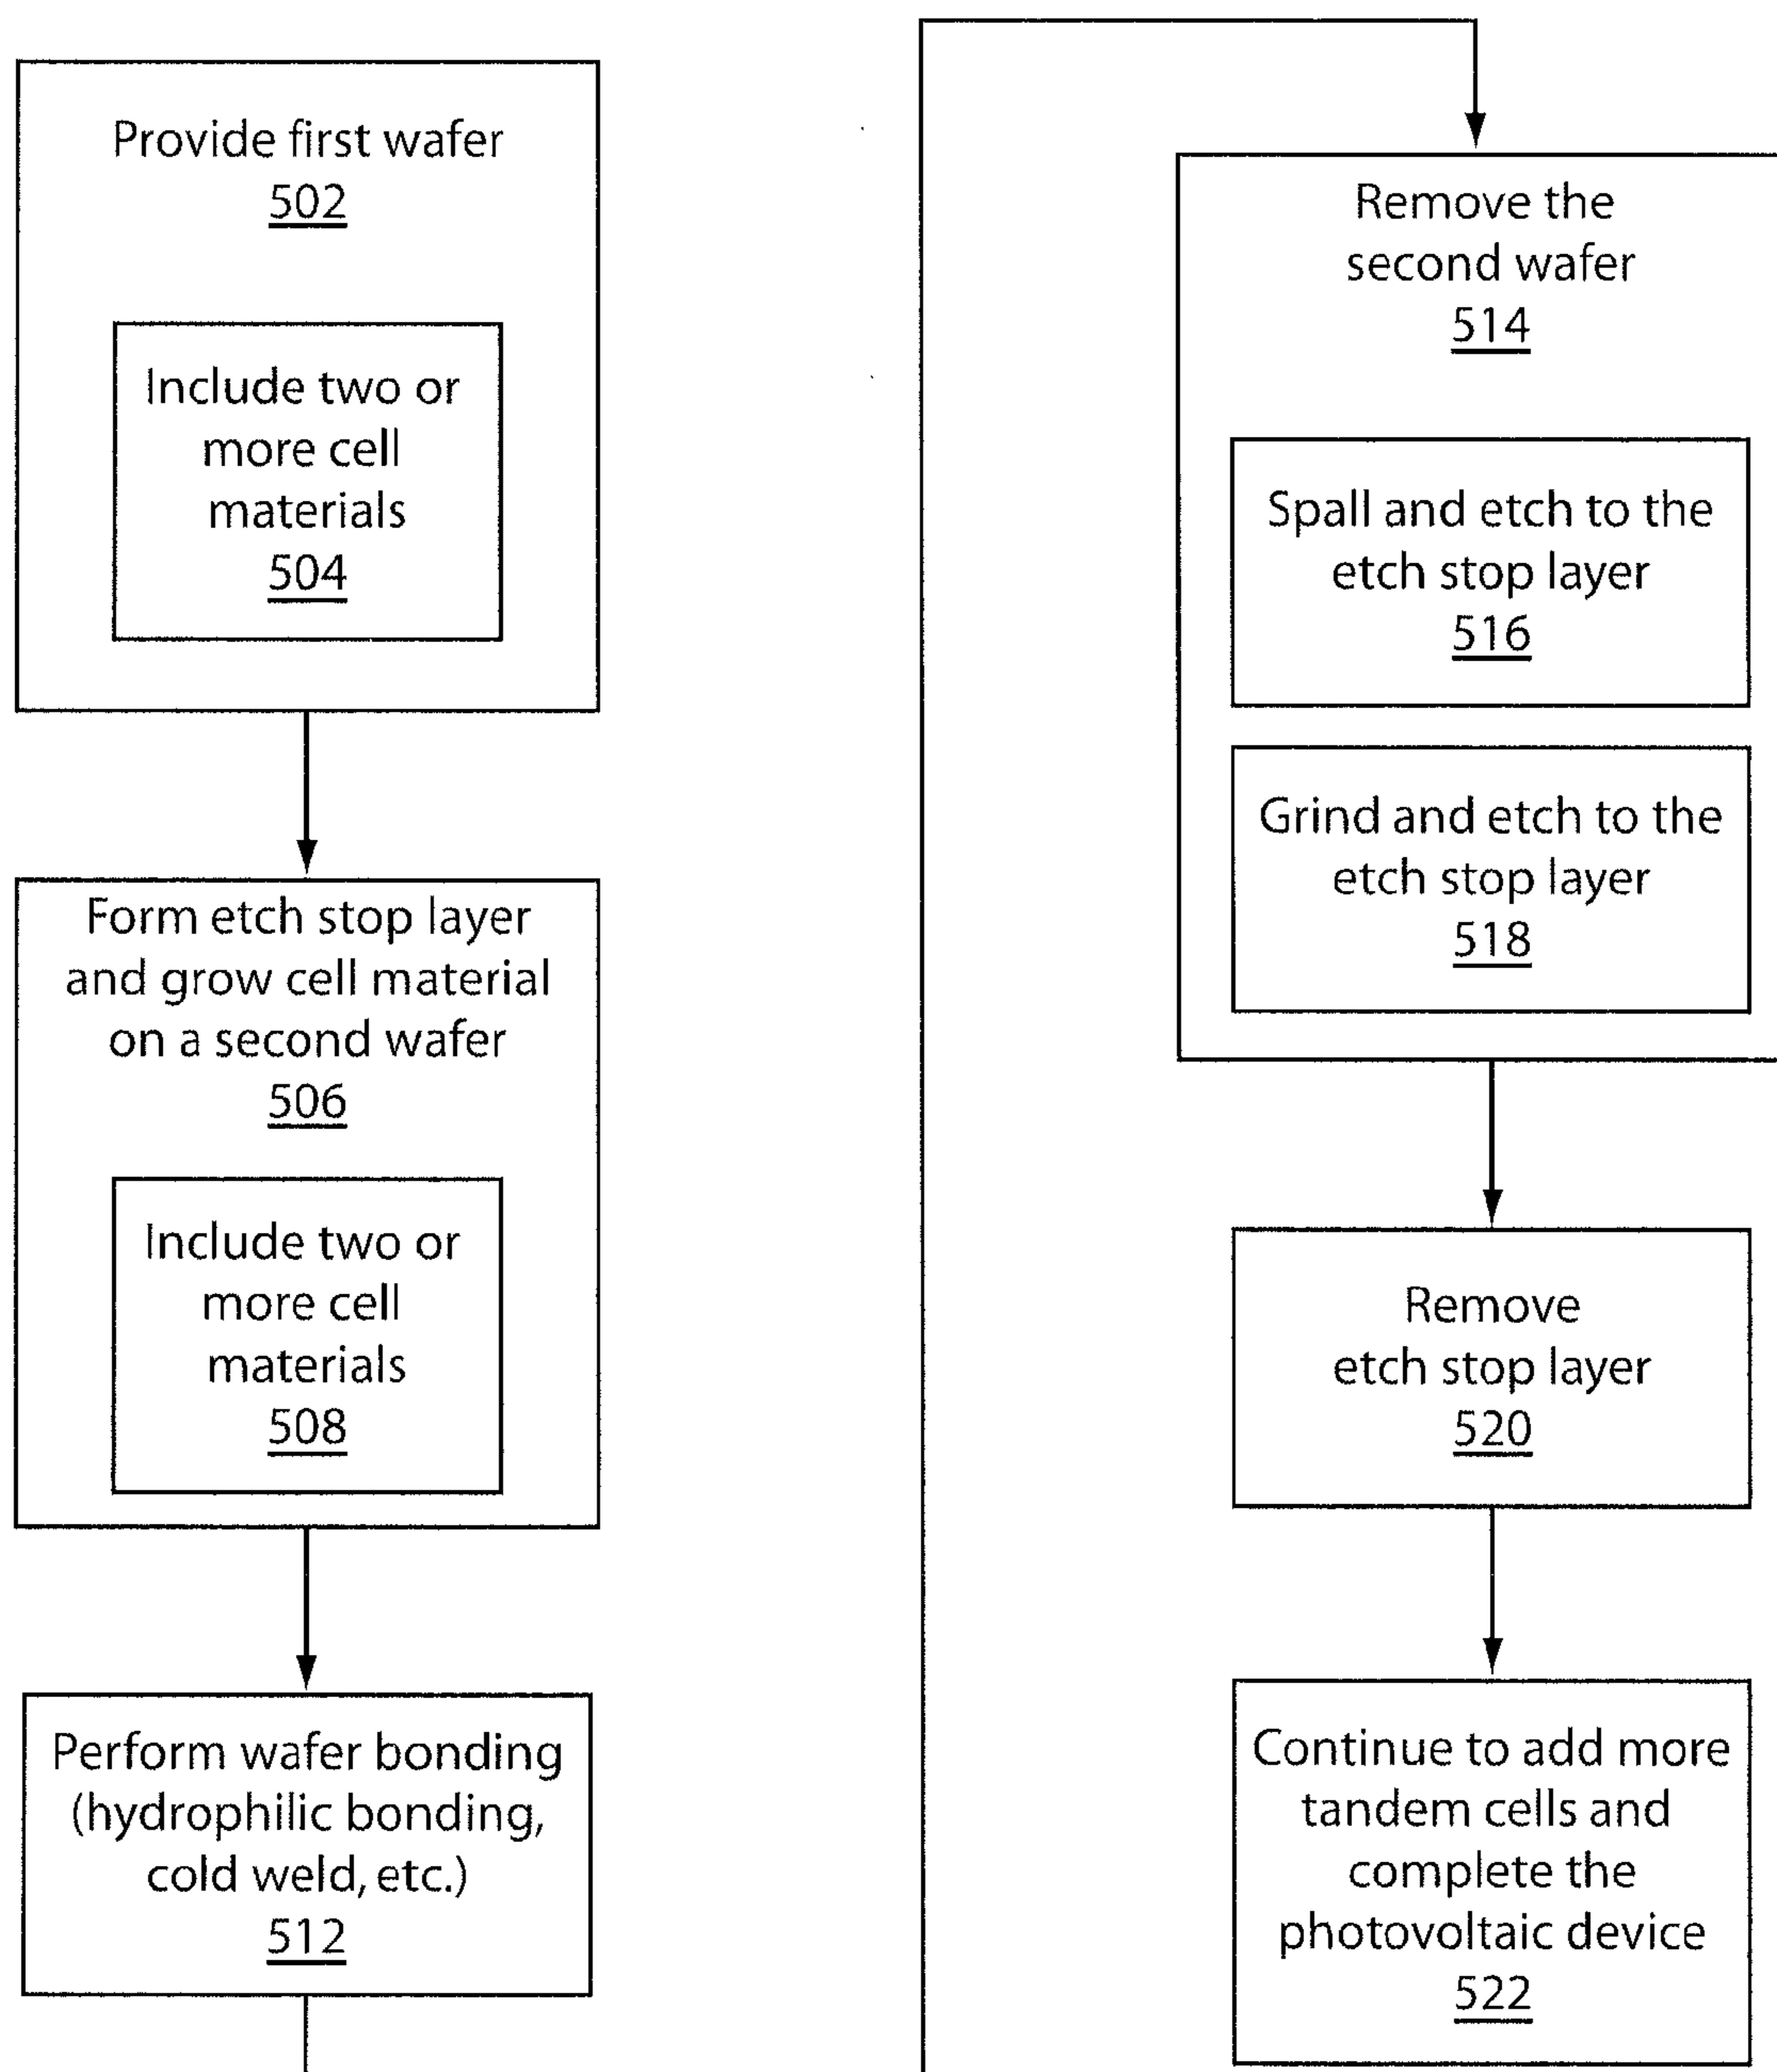 Provide first wafer
502
Include two or
more cell
materials
504
Form etch stop layer
and grow cell material
on a second wafer
506
Include two or
more cell
materials
508
Perform wafer bonding
(hydrophilic bonding,
cold weld, etc.)
512
Remove the
second wafer
514
Spall and etch to the
etch stop layer
516
Grind and etch to the
etch stop layer
518
Remove
etch stop layer
520
Continue to add more
tandem cells and
complete the
photovoltaic device
522